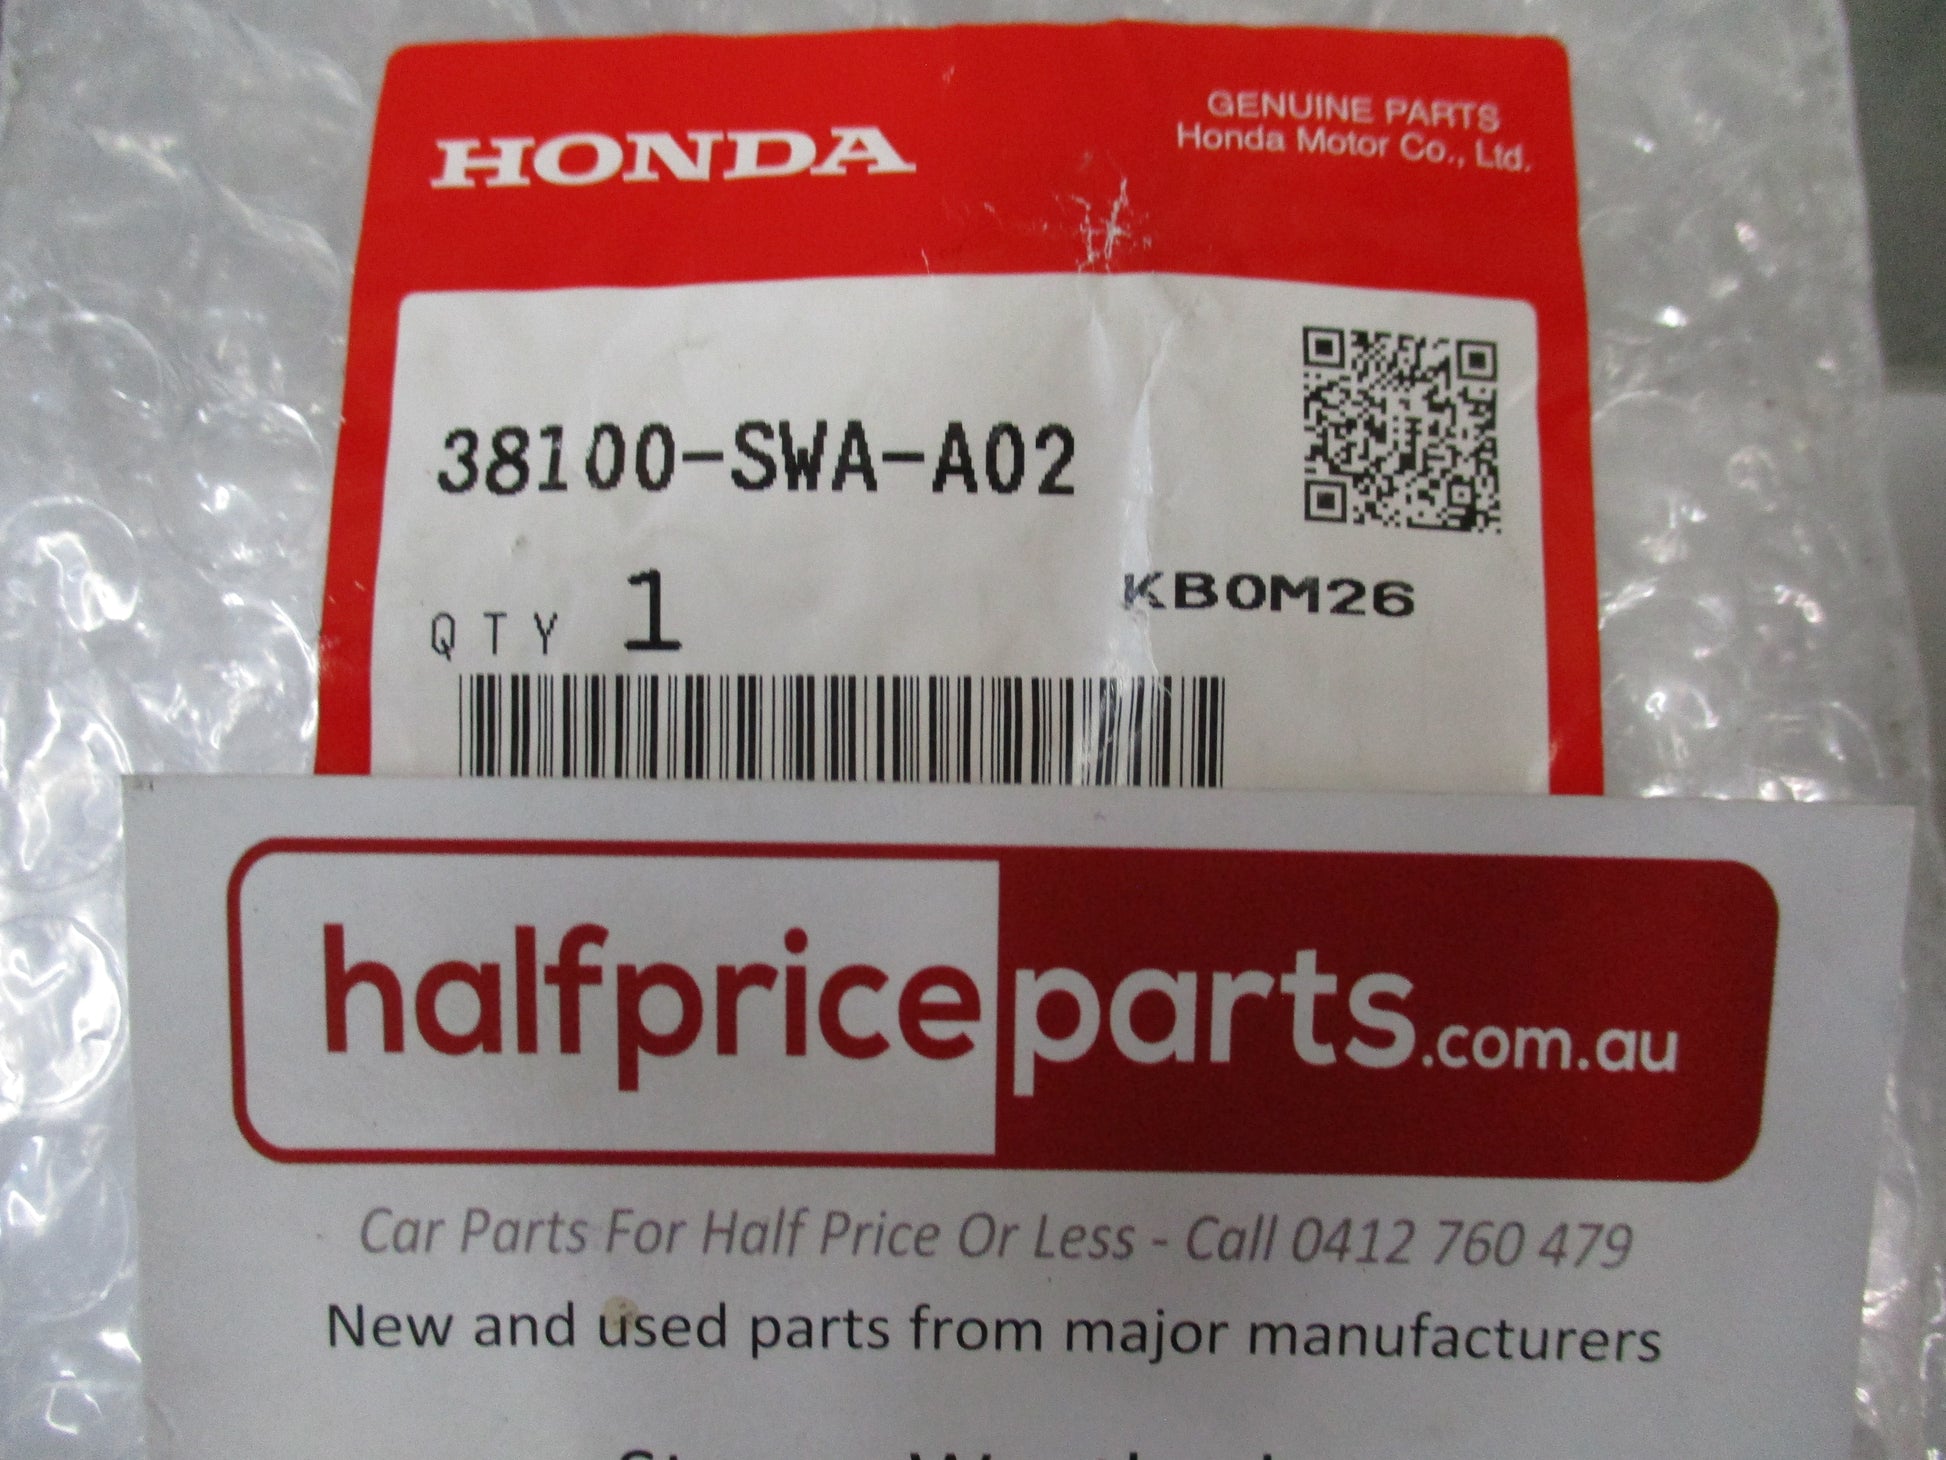 HONDA
GENUINE PARTS
Honda Motor Co., Ltd.
38100-SWA-A02
QTY 1
KBOM26
halfpriceparts.com.au
Car Parts For Half Price Or Less - Call 0412 760 479
New and used parts from major manufacturers